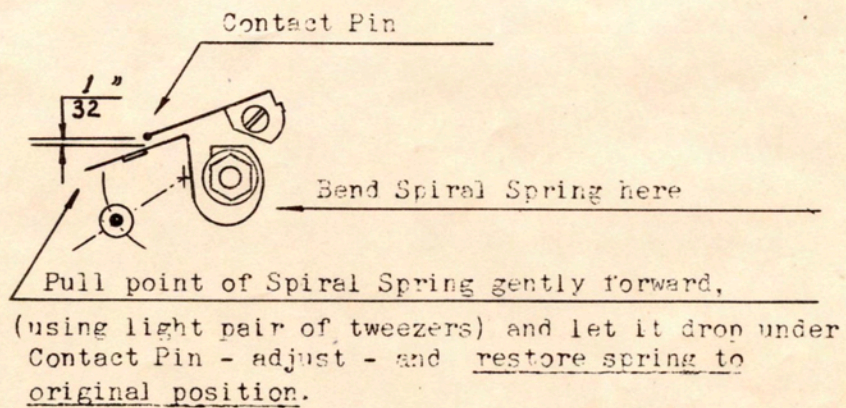 Contact Pin
1"
32
Bend Spiral Spring here
Pull point of Spiral Spring gently forward,
(using light pair of tweezers) and let it drop under
Contact Pin - adjust - and restore spring to
original position.